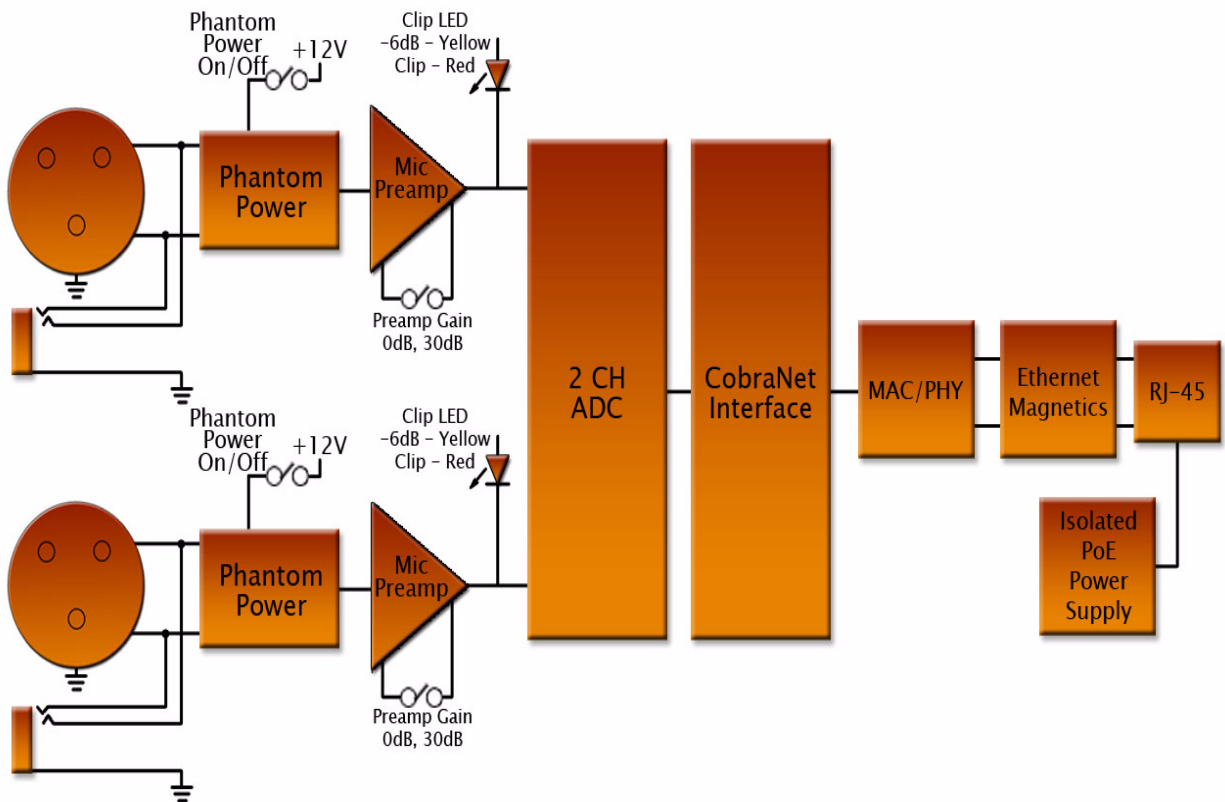 Phantom
Power
On/Off
+12V
Clip LED
-6dB - Yellow
Clip - Red
Phantom
Power
Mic
Preamp
Preamp Gain
0dB, 30dB
2 CH
ADC
CobraNet
Interface
MAC/PHY
Ethernet
Magnetics
RJ-45
Isolated
PoE
Power
Supply
Phantom
Power
On/Off
+12V
Clip LED
-6dB - Yellow
Clip - Red
Phantom
Power
Mic
Preamp
Preamp Gain
0dB, 30dB